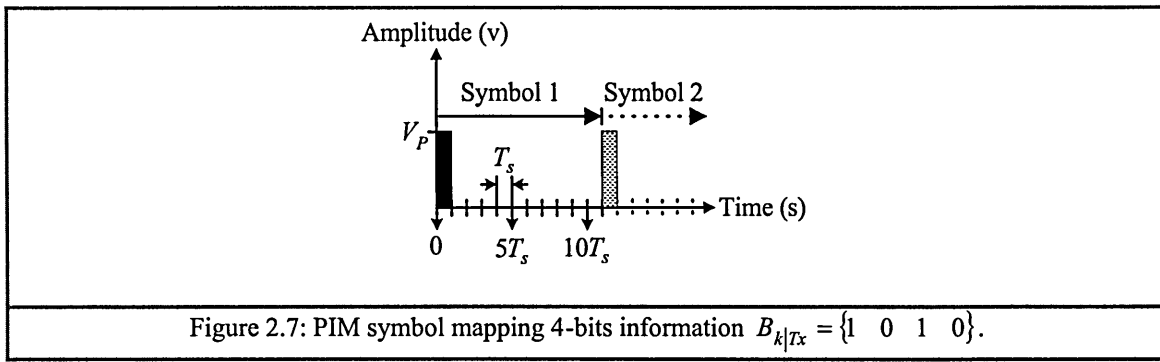 Amplitude (v)
Symbol 1 Symbol 2
V_P
T_s
Time (s)
0 5T_s 10T_s
Figure 2.7: PIM symbol mapping 4-bits information B_{k|Tx} = {1 0 1 0}.